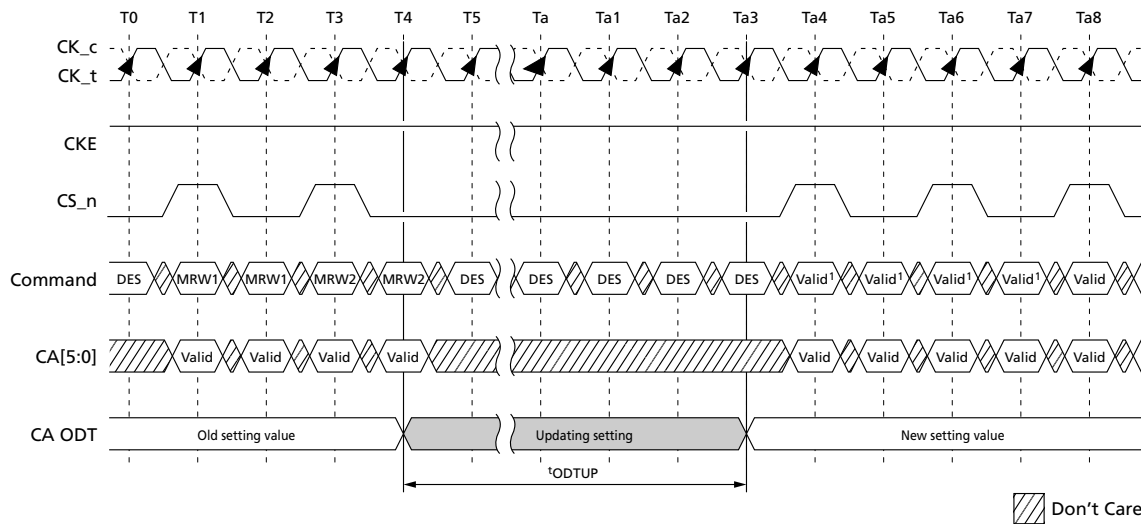 T0 T1 T2 T3 T4 T5 Ta Ta1 Ta2 Ta3 Ta4 Ta5 Ta6 Ta7 Ta8
CK_c
CK_t
CKE
CS_n
Command DES MRW1 MRW1 MRW2 MRW2 DES DES DES DES DES Valid¹ Valid¹ Valid¹ Valid¹ Valid
CA[5:0] Valid Valid Valid Valid Valid Valid Valid Valid Valid
CA ODT Old setting value Updating setting New setting value
ᵗODTUP
Don't Care